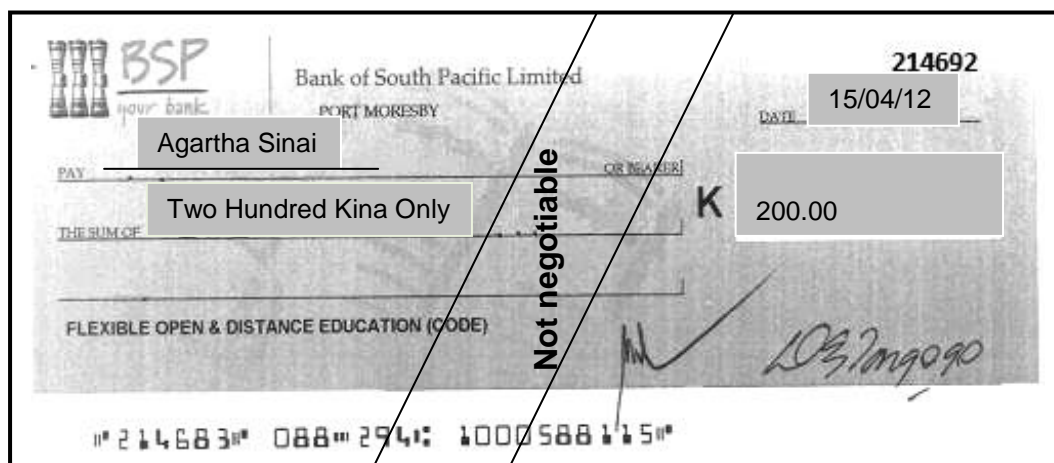 BSP
your bank
Bank of South Pacific Limited
PORT MORESBY
214692
DATE 15/04/12
PAY Agartha Sinai OR BEARER
THE SUM OF Two Hundred Kina Only
K 200.00
Not negotiable
FLEXIBLE OPEN & DISTANCE EDUCATION (CODE)
⑈214683⑈ 088⑉294⑆ 1000588115⑈